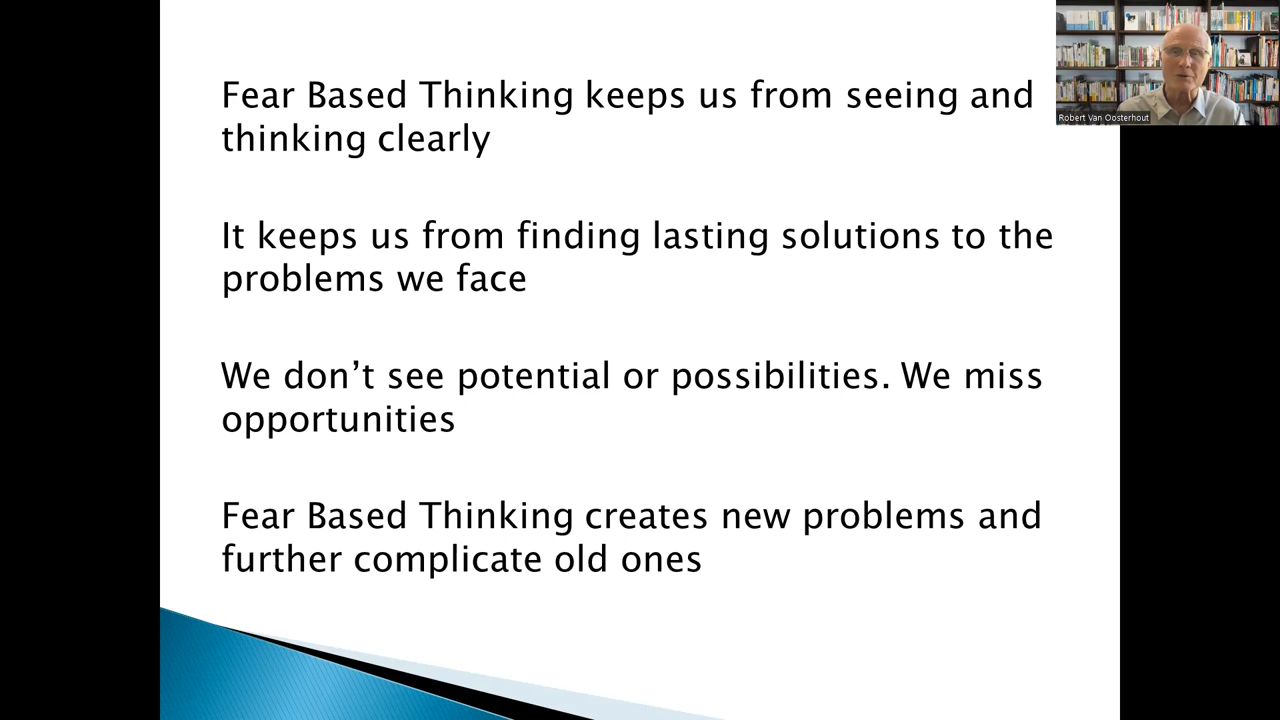 Fear Based Thinking keeps us from seeing and
thinking clearly
It keeps us from finding lasting solutions to the
problems we face
We don’t see potential or possibilities. We miss
opportunities
Fear Based Thinking creates new problems and
further complicate old ones
Robert Van Oosterhout